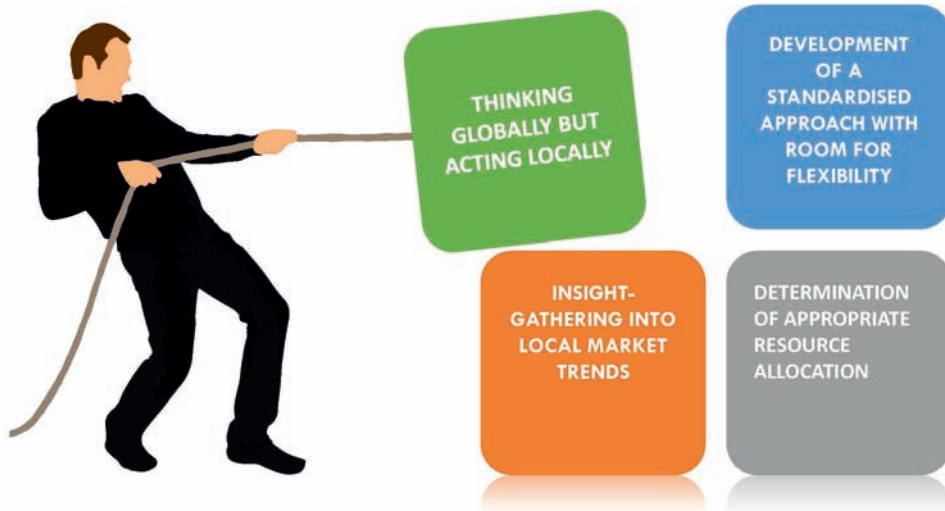 THINKING
GLOBALLY BUT
ACTING LOCALLY
DEVELOPMENT
OF A
STANDARDISED
APPROACH WITH
ROOM FOR
FLEXIBILITY
INSIGHT-
GATHERING INTO
LOCAL MARKET
TRENDS
DETERMINATION
OF APPROPRIATE
RESOURCE
ALLOCATION